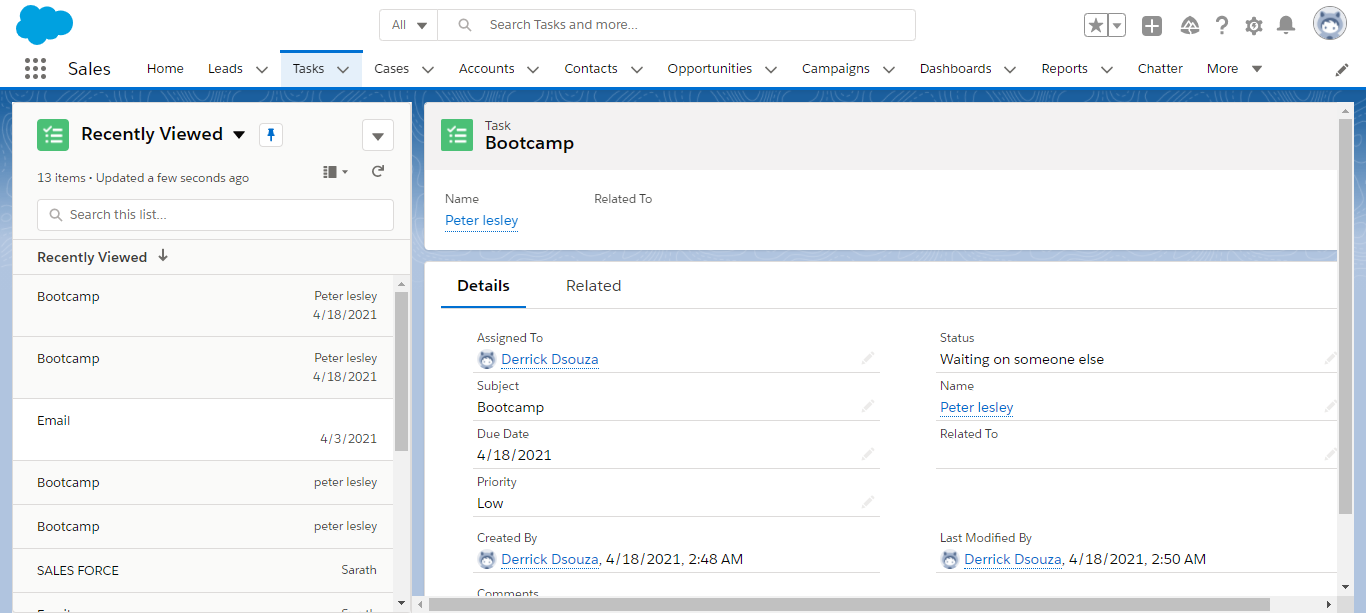 All
Search Tasks and more...
Sales Home Leads Tasks Cases Accounts Contacts Opportunities Campaigns Dashboards Reports Chatter More
Recently Viewed
13 items • Updated a few seconds ago
Search this list...
Recently Viewed
Bootcamp Peter lesley
4/18/2021
Bootcamp Peter lesley
4/18/2021
Email
4/3/2021
Bootcamp peter lesley
Bootcamp peter lesley
SALES FORCE Sarath
Task
Bootcamp
Name Related To
Peter lesley
Details Related
Assigned To
Derrick Dsouza
Subject
Bootcamp
Due Date
4/18/2021
Priority
Low
Created By
Derrick Dsouza, 4/18/2021, 2:48 AM
Status
Waiting on someone else
Name
Peter lesley
Related To
Last Modified By
Derrick Dsouza, 4/18/2021, 2:50 AM
Comments